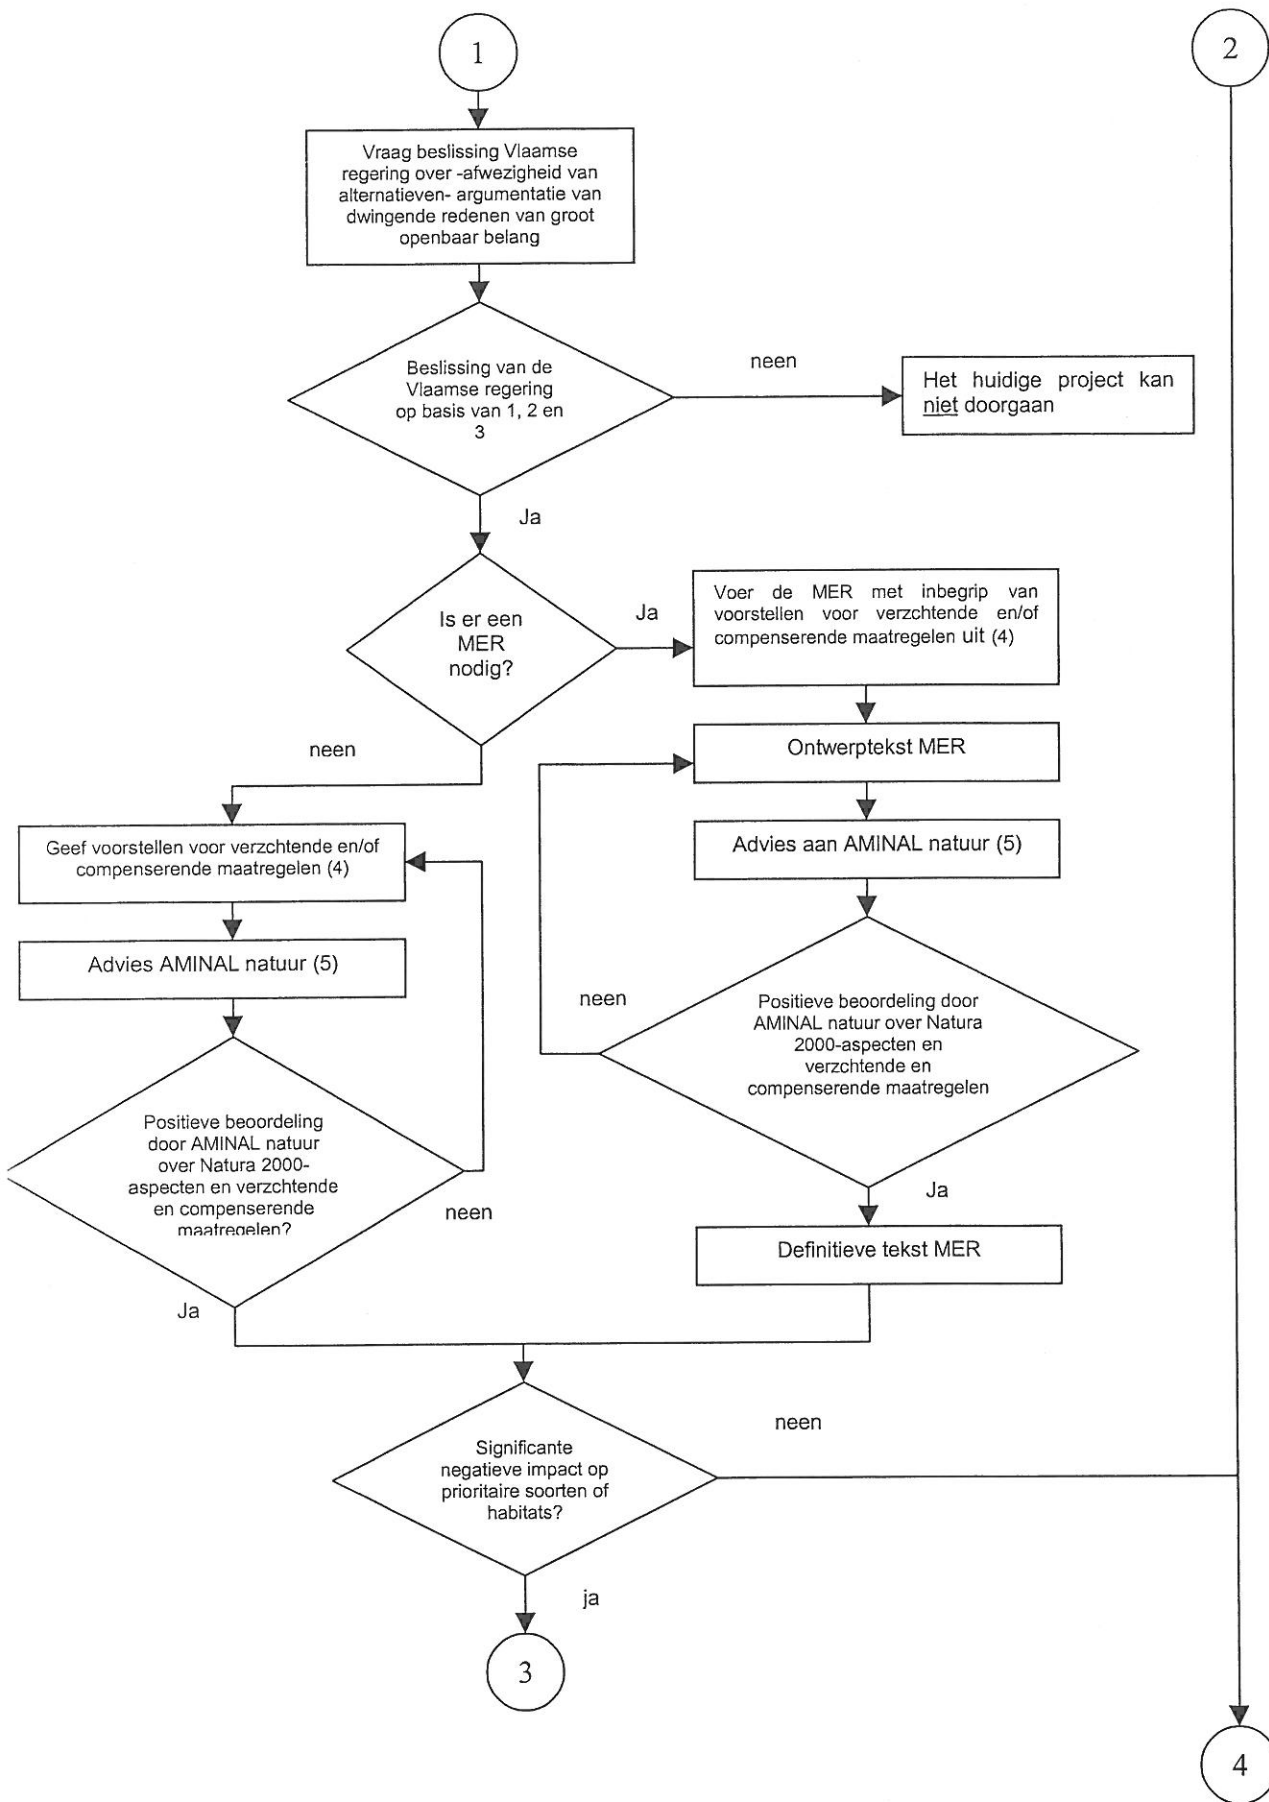 1
2
Vraag beslissing Vlaamse
regering over -afwezigheid van
alternatieven- argumentatie van
dwingende redenen van groot
openbaar belang
Beslissing van de
Vlaamse regering
op basis van 1, 2 en
3
neen
Het huidige project kan
niet doorgaan
Ja
Is er een
MER
nodig?
Ja
Voer de MER met inbegrip van
voorstellen voor verzchtende en/of
compenserende maatregelen uit (4)
Ontwerptekst MER
neen
Geef voorstellen voor verzchtende en/of
compenserende maatregelen (4)
Advies aan AMINAL natuur (5)
Advies AMINAL natuur (5)
neen
Positieve beoordeling door
AMINAL natuur over Natura
2000-aspecten en
verzchtende en
compenserende maatregelen
Positieve beoordeling
door AMINAL natuur
over Natura 2000-
aspecten en verzchtende
en compenserende
maatregelen?
neen
Ja
Definitieve tekst MER
Ja
Significante
negatieve impact op
prioritaire soorten of
habitats?
neen
ja
3
4